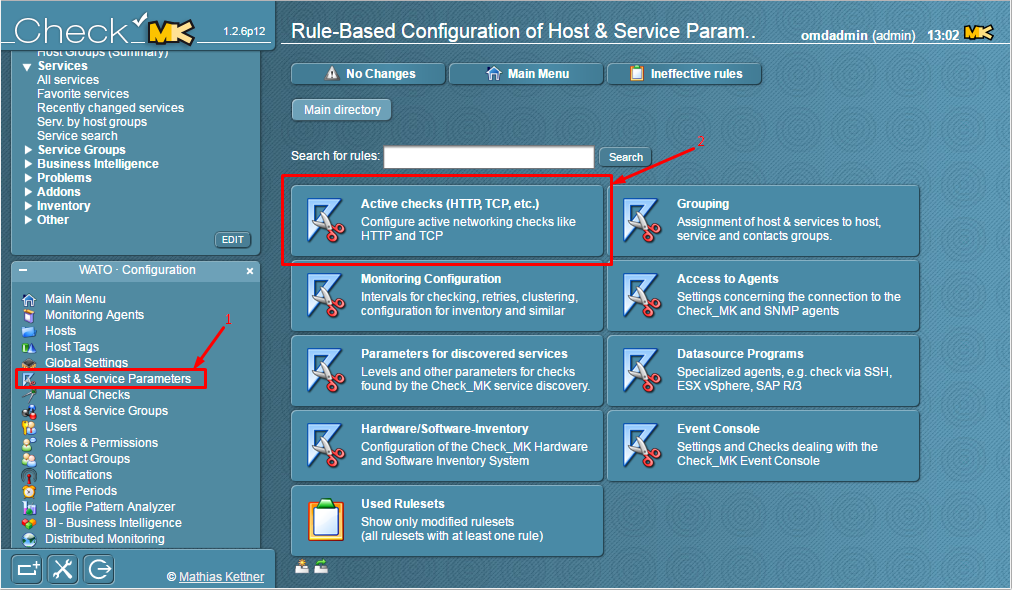 Check MK 1.2.6p12
Rule-Based Configuration of Host & Service Param.. omdadmin (admin) 13:02 MK
Host Groups (Summary)
Services
All services
Favorite services
Recently changed services
Serv. by host groups
Service search
Service Groups
Business Intelligence
Problems
Addons
Inventory
Other
EDIT
WATO · Configuration
Main Menu
Monitoring Agents
Hosts
Host Tags
Global Settings
1
Host & Service Parameters
Manual Checks
Host & Service Groups
Users
Roles & Permissions
Contact Groups
Notifications
Time Periods
Logfile Pattern Analyzer
BI - Business Intelligence
Distributed Monitoring
© Mathias Kettner
No Changes Main Menu Ineffective rules
Main directory
Search for rules: Search
2
Active checks (HTTP, TCP, etc.)
Configure active networking checks like
HTTP and TCP
Grouping
Assignment of host & services to host,
service and contacts groups.
Monitoring Configuration
Intervals for checking, retries, clustering,
configuration for inventory and similar
Access to Agents
Settings concerning the connection to the
Check_MK and SNMP agents
Parameters for discovered services
Levels and other parameters for checks
found by the Check_MK service discovery.
Datasource Programs
Specialized agents, e.g. check via SSH,
ESX vSphere, SAP R/3
Hardware/Software-Inventory
Configuration of the Check_MK Hardware
and Software Inventory System
Event Console
Settings and Checks dealing with the
Check_MK Event Console
Used Rulesets
Show only modified rulesets
(all rulesets with at least one rule)